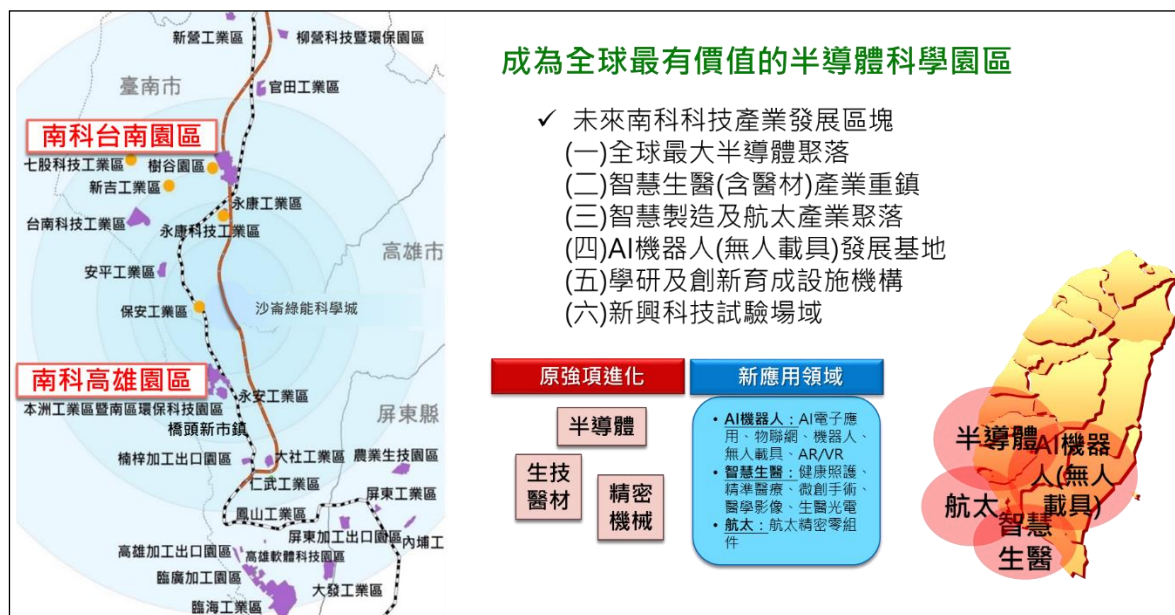 新營工業區
柳營科技暨環保園區
臺南市
官田工業區
南科台南園區
七股科技工業區
樹谷園區
新吉工業區
永康工業區
台南科技工業區
永康科技工業區
高雄市
安平工業區
保安工業區
沙崙綠能科學城
南科高雄園區
永安工業區
本洲工業區暨南區環保科技園區
屏東縣
橋頭新市鎮
楠梓加工出口園區
大社工業區
農業生技園區
仁武工業區
屏東工業區
鳳山工業區
屏東加工出口園區
內埔工
高雄加工出口園區
高雄軟體科技園區
臨廣加工園區
大發工業區
臨海工業區
成為全球最有價值的半導體科學園區
✓ 未來南科科技產業發展區塊
(一)全球最大半導體聚落
(二)智慧生醫(含醫材)產業重鎮
(三)智慧製造及航太產業聚落
(四)AI機器人(無人載具)發展基地
(五)學研及創新育成設施機構
(六)新興科技試驗場域
原強項進化
半導體
生技
醫材
精密
機械
新應用領域
• AI機器人：AI電子應
用、物聯網、機器人、
無人載具、AR/VR
• 智慧生醫：健康照護、
精準醫療、微創手術、
醫學影像、生醫光電
• 航太：航太精密零組
件
半導體
AI機器
人(無人
載具)
航太
智慧
生醫